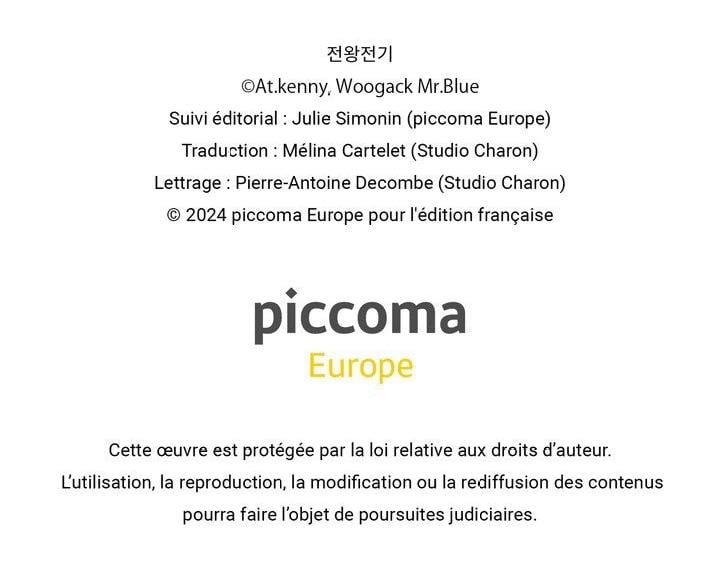 전왕전기
©At.kenny, Woogack Mr.Blue
Suivi éditorial : Julie Simonin (piccoma Europe)
Traduction : Mélina Cartelet (Studio Charon)
Lettrage : Pierre-Antoine Decombe (Studio Charon)
© 2024 piccoma Europe pour l'édition française
piccoma
Europe
Cette œuvre est protégée par la loi relative aux droits d’auteur.
L’utilisation, la reproduction, la modification ou la rediffusion des contenus
pourra faire l’objet de poursuites judiciaires.